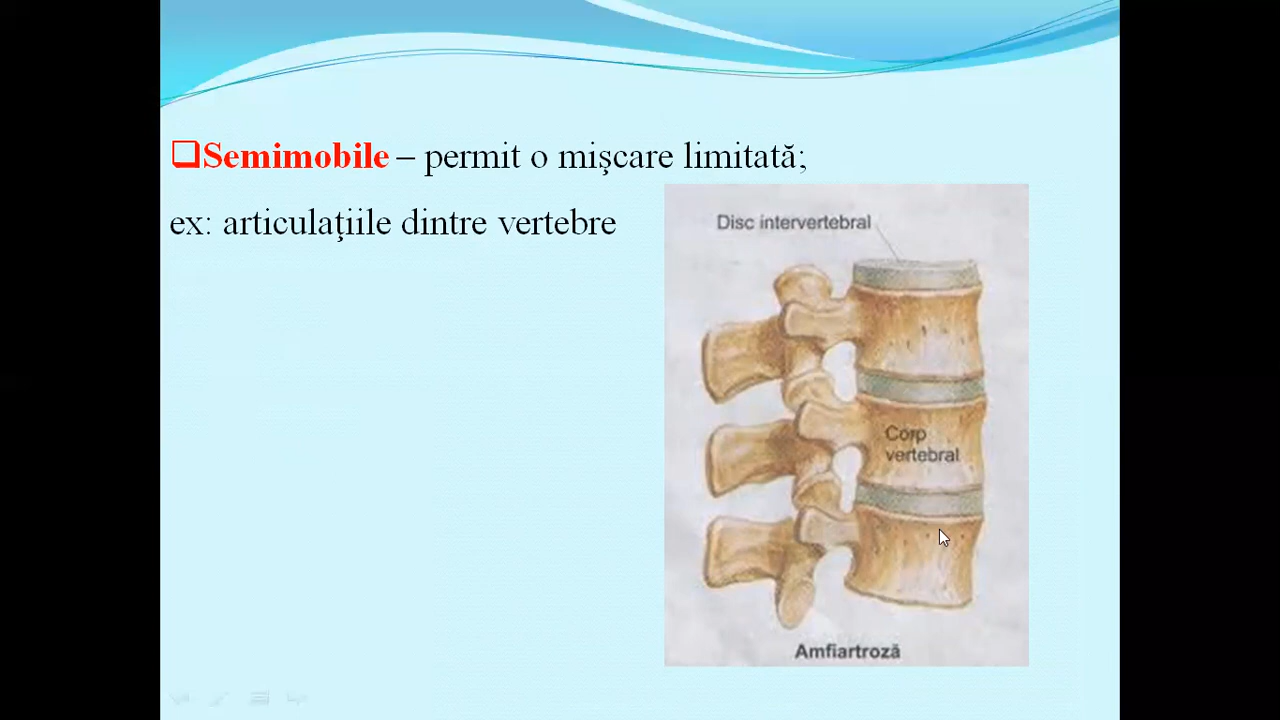 ❑Semimobile – permit o mişcare limitată;
ex: articulaţiile dintre vertebre
Disc intervertebral
Corp
vertebral
Amfiartroză